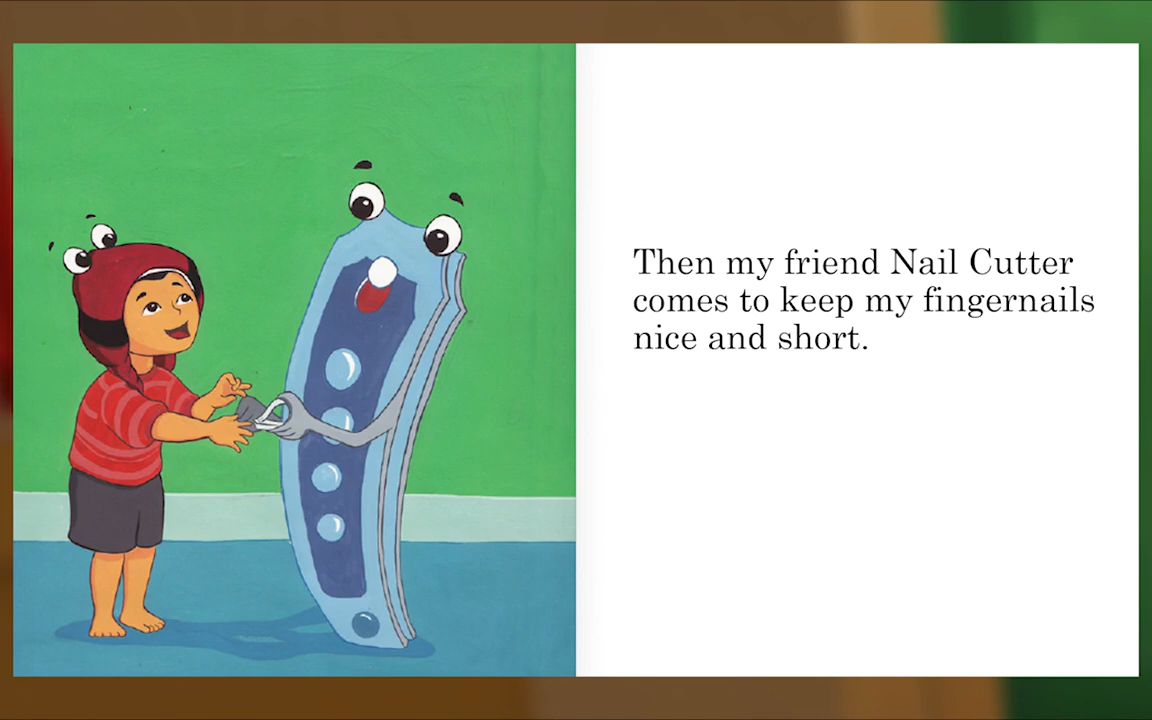 Then my friend Nail Cutter
comes to keep my fingernails
nice and short.